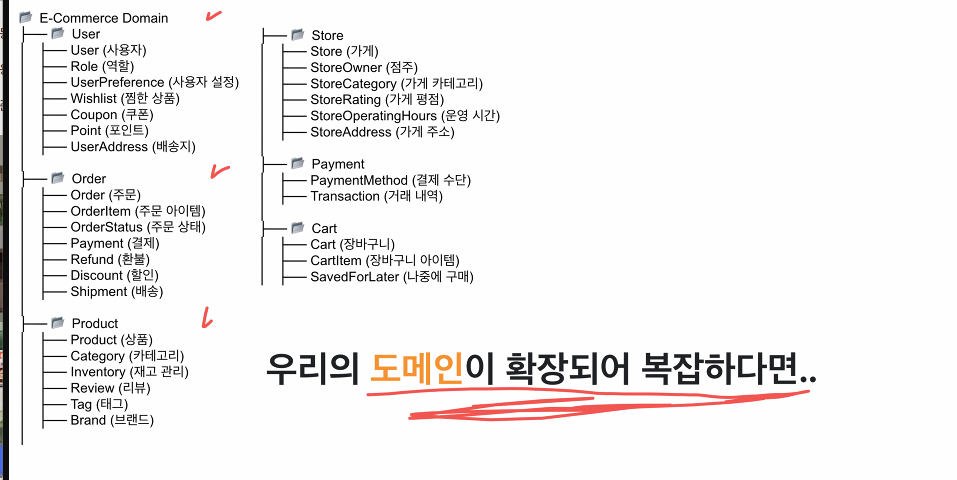 E-Commerce Domain
User
User (사용자)
Role (역할)
UserPreference (사용자 설정)
Wishlist (찜한 상품)
Coupon (쿠폰)
Point (포인트)
UserAddress (배송지)
Order
Order (주문)
OrderItem (주문 아이템)
OrderStatus (주문 상태)
Payment (결제)
Refund (환불)
Discount (할인)
Shipment (배송)
Product
Product (상품)
Category (카테고리)
Inventory (재고 관리)
Review (리뷰)
Tag (태그)
Brand (브랜드)
Store
Store (가게)
StoreOwner (점주)
StoreCategory (가게 카테고리)
StoreRating (가게 평점)
StoreOperatingHours (운영 시간)
StoreAddress (가게 주소)
Payment
PaymentMethod (결제 수단)
Transaction (거래 내역)
Cart
Cart (장바구니)
CartItem (장바구니 아이템)
SavedForLater (나중에 구매)
우리의 도메인이 확장되어 복잡하다면..